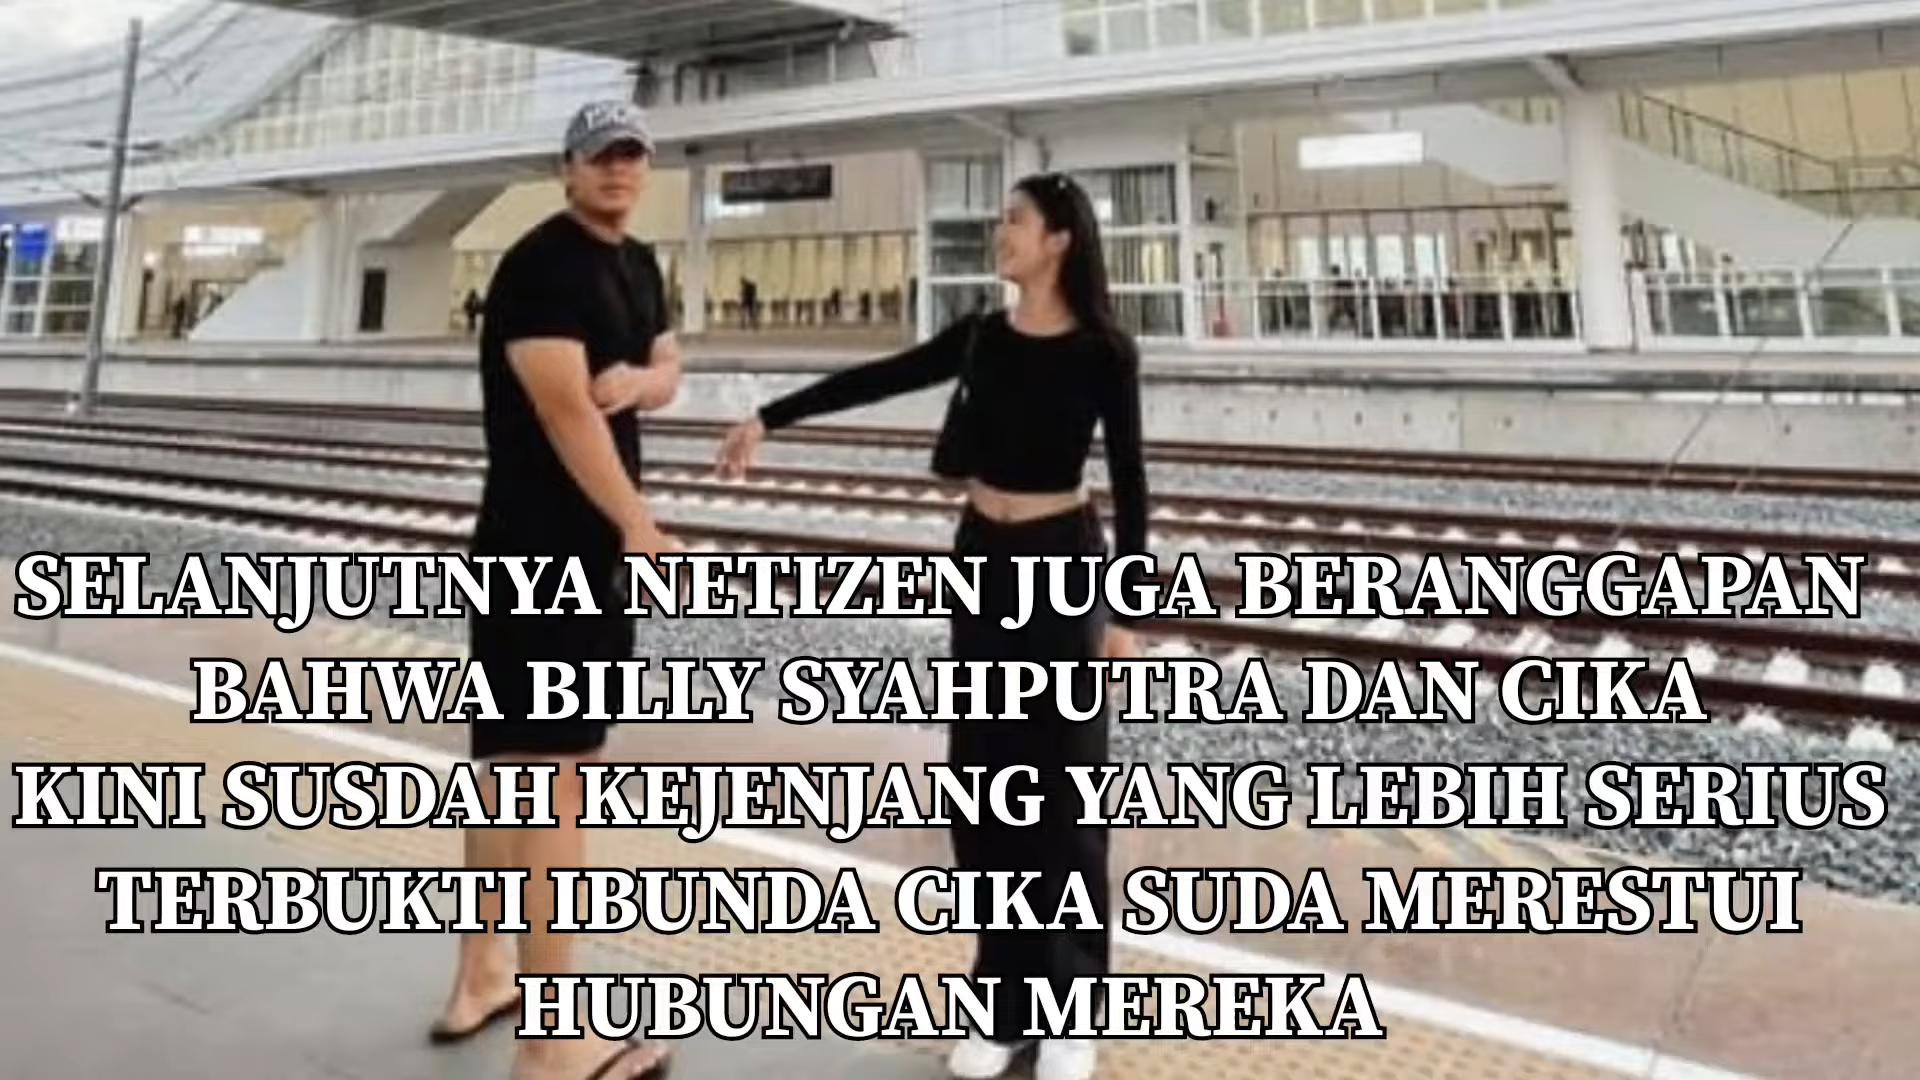 SELANJUTNYA NETIZEN JUGA BERANGGAPAN
BAHWA BILLY SYAHPUTRA DAN CIKA
KINI SUSDAH KEJENJANG YANG LEBIH SERIUS
TERBUKTI IBUNDA CIKA SUDA MERESTUI
HUBUNGAN MEREKA